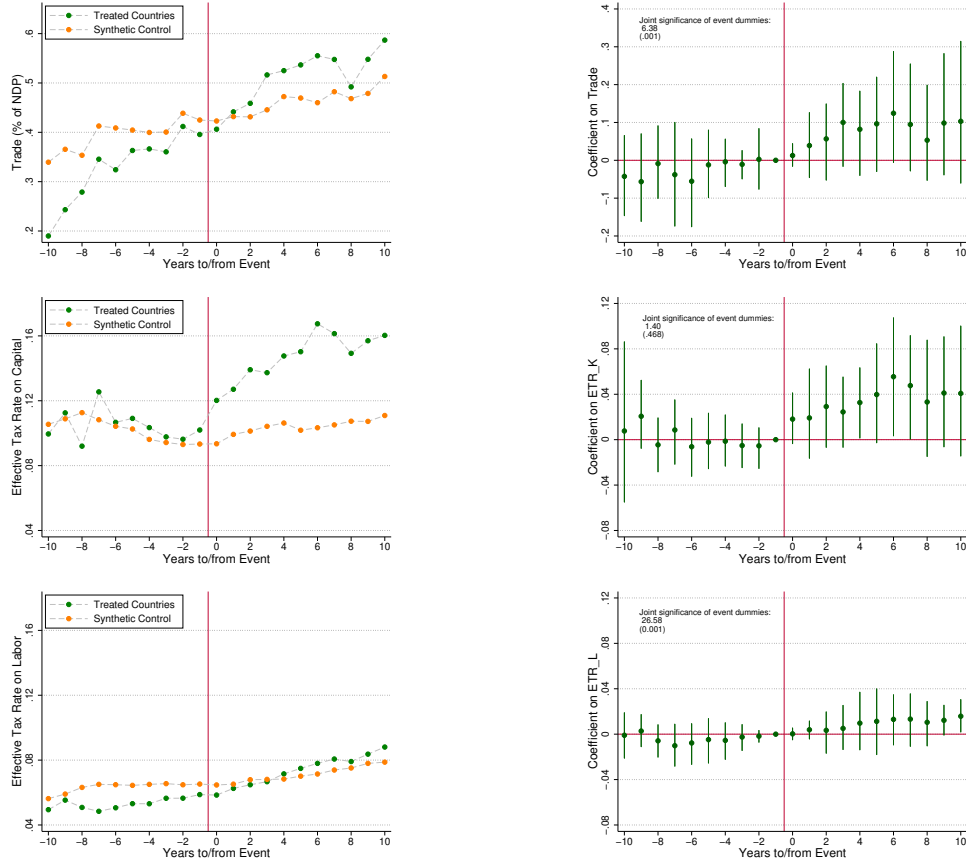 Treated Countries
Synthetic Control
Trade (% of NDP)
.6
.5
.4
.3
.2
−10 −8 −6 −4 −2 0 2 4 6 8 10
Years to/from Event
Joint significance of event dummies:
6.38
(.001)
Coefficient on Trade
.4
.3
.2
.1
0
−.1
−.2
−10 −8 −6 −4 −2 0 2 4 6 8 10
Years to/from Event
Treated Countries
Synthetic Control
Effective Tax Rate on Capital
.16
.12
.08
.04
−10 −8 −6 −4 −2 0 2 4 6 8 10
Years to/from Event
Joint significance of event dummies:
1.40
(.468)
Coefficient on ETR_K
.12
.08
.04
0
−.04
−.08
−10 −8 −6 −4 −2 0 2 4 6 8 10
Years to/from Event
Treated Countries
Synthetic Control
Effective Tax Rate on Labor
.16
.12
.08
.04
−10 −8 −6 −4 −2 0 2 4 6 8 10
Years to/from Event
Joint significance of event dummies:
26.58
(0.001)
Coefficient on ETR_L
.12
.08
.04
0
−.04
−.08
−10 −8 −6 −4 −2 0 2 4 6 8 10
Years to/from Event